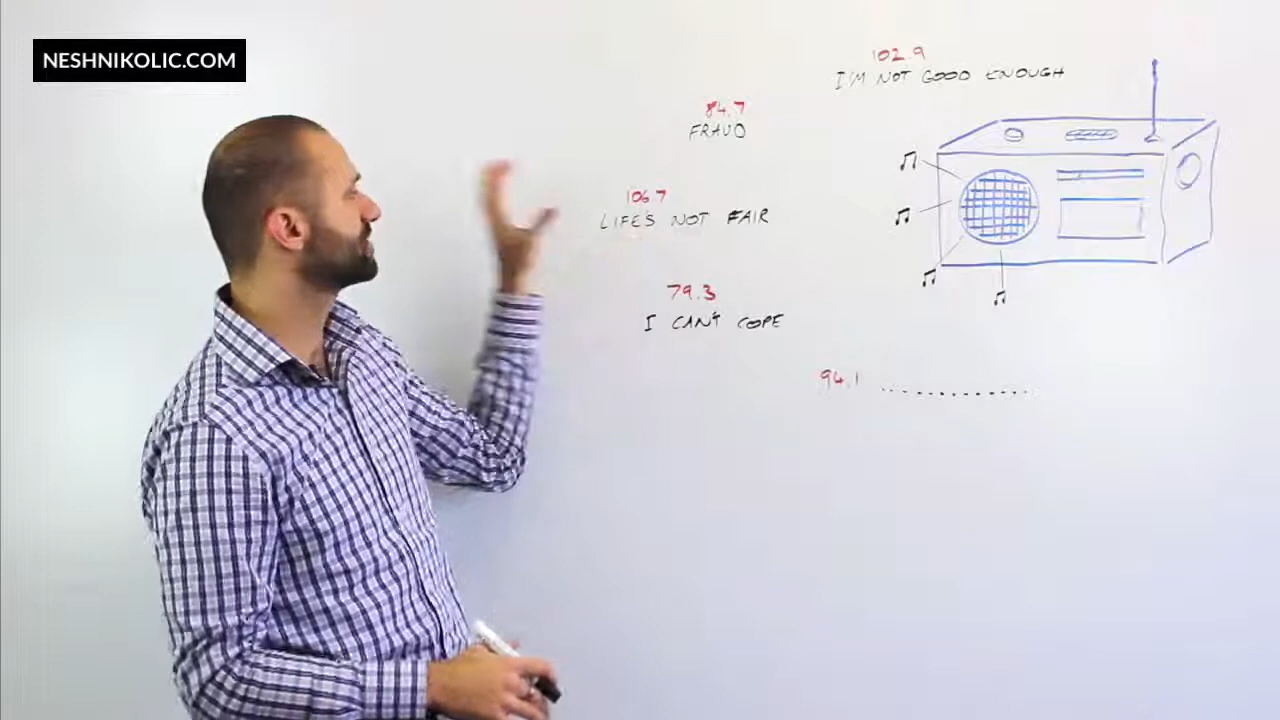 NESHNIKOLIC.COM
102.9
I'M NOT GOOD ENOUGH
84.7
FRAUD
106.7
LIFE'S NOT FAIR
79.3
I CAN'T COPE
94.1